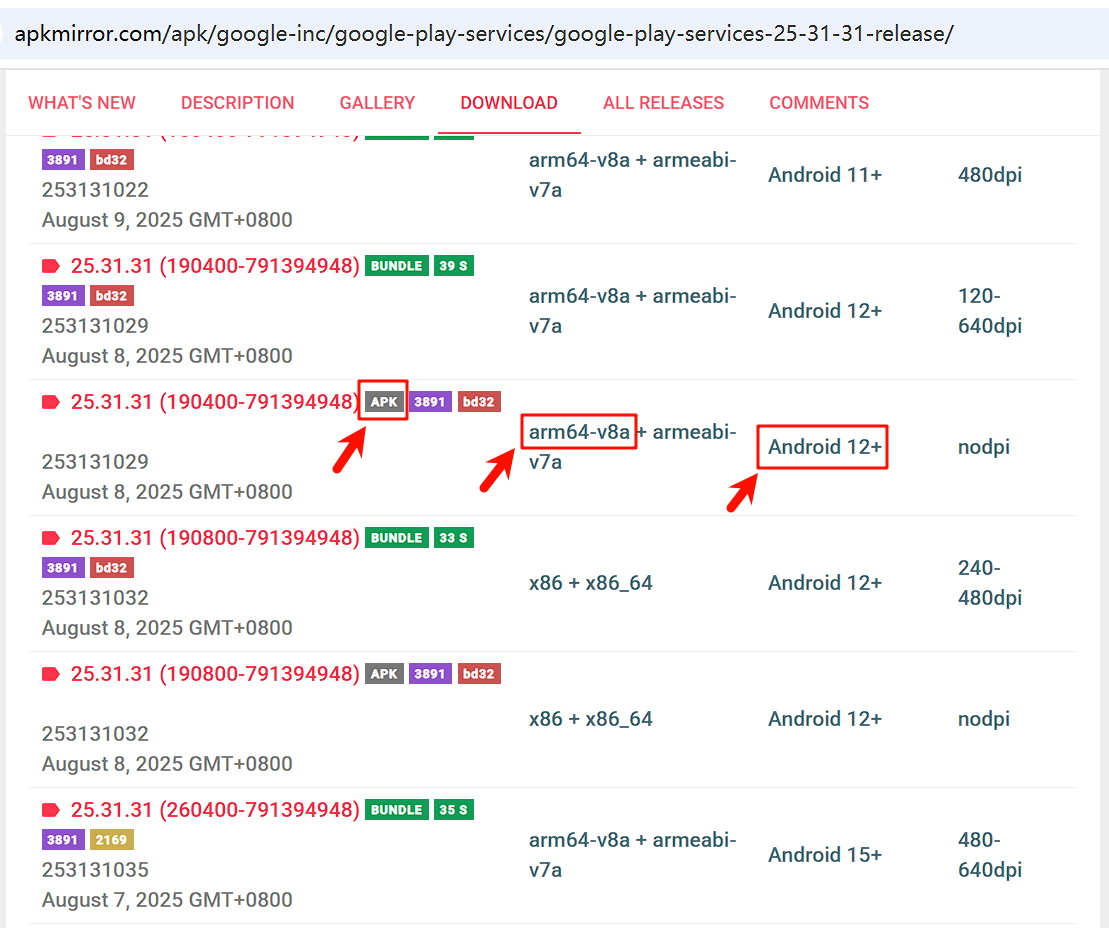 apkmirror.com/apk/google-inc/google-play-services/google-play-services-25-31-31-release/
WHAT'S NEW DESCRIPTION GALLERY DOWNLOAD ALL RELEASES COMMENTS
3891 bd32
253131022
August 9, 2025 GMT+0800
arm64-v8a + armeabi-
v7a
Android 11+
480dpi
25.31.31 (190400-791394948) BUNDLE 39 S
3891 bd32
253131029
August 8, 2025 GMT+0800
arm64-v8a + armeabi-
v7a
Android 12+
120-
640dpi
25.31.31 (190400-791394948) APK 3891 bd32
253131029
August 8, 2025 GMT+0800
arm64-v8a + armeabi-
v7a
Android 12+
nodpi
25.31.31 (190800-791394948) BUNDLE 33 S
3891 bd32
253131032
August 8, 2025 GMT+0800
x86 + x86_64
Android 12+
240-
480dpi
25.31.31 (190800-791394948) APK 3891 bd32
253131032
August 8, 2025 GMT+0800
x86 + x86_64
Android 12+
nodpi
25.31.31 (260400-791394948) BUNDLE 35 S
3891 2169
253131035
August 7, 2025 GMT+0800
arm64-v8a + armeabi-
v7a
Android 15+
480-
640dpi